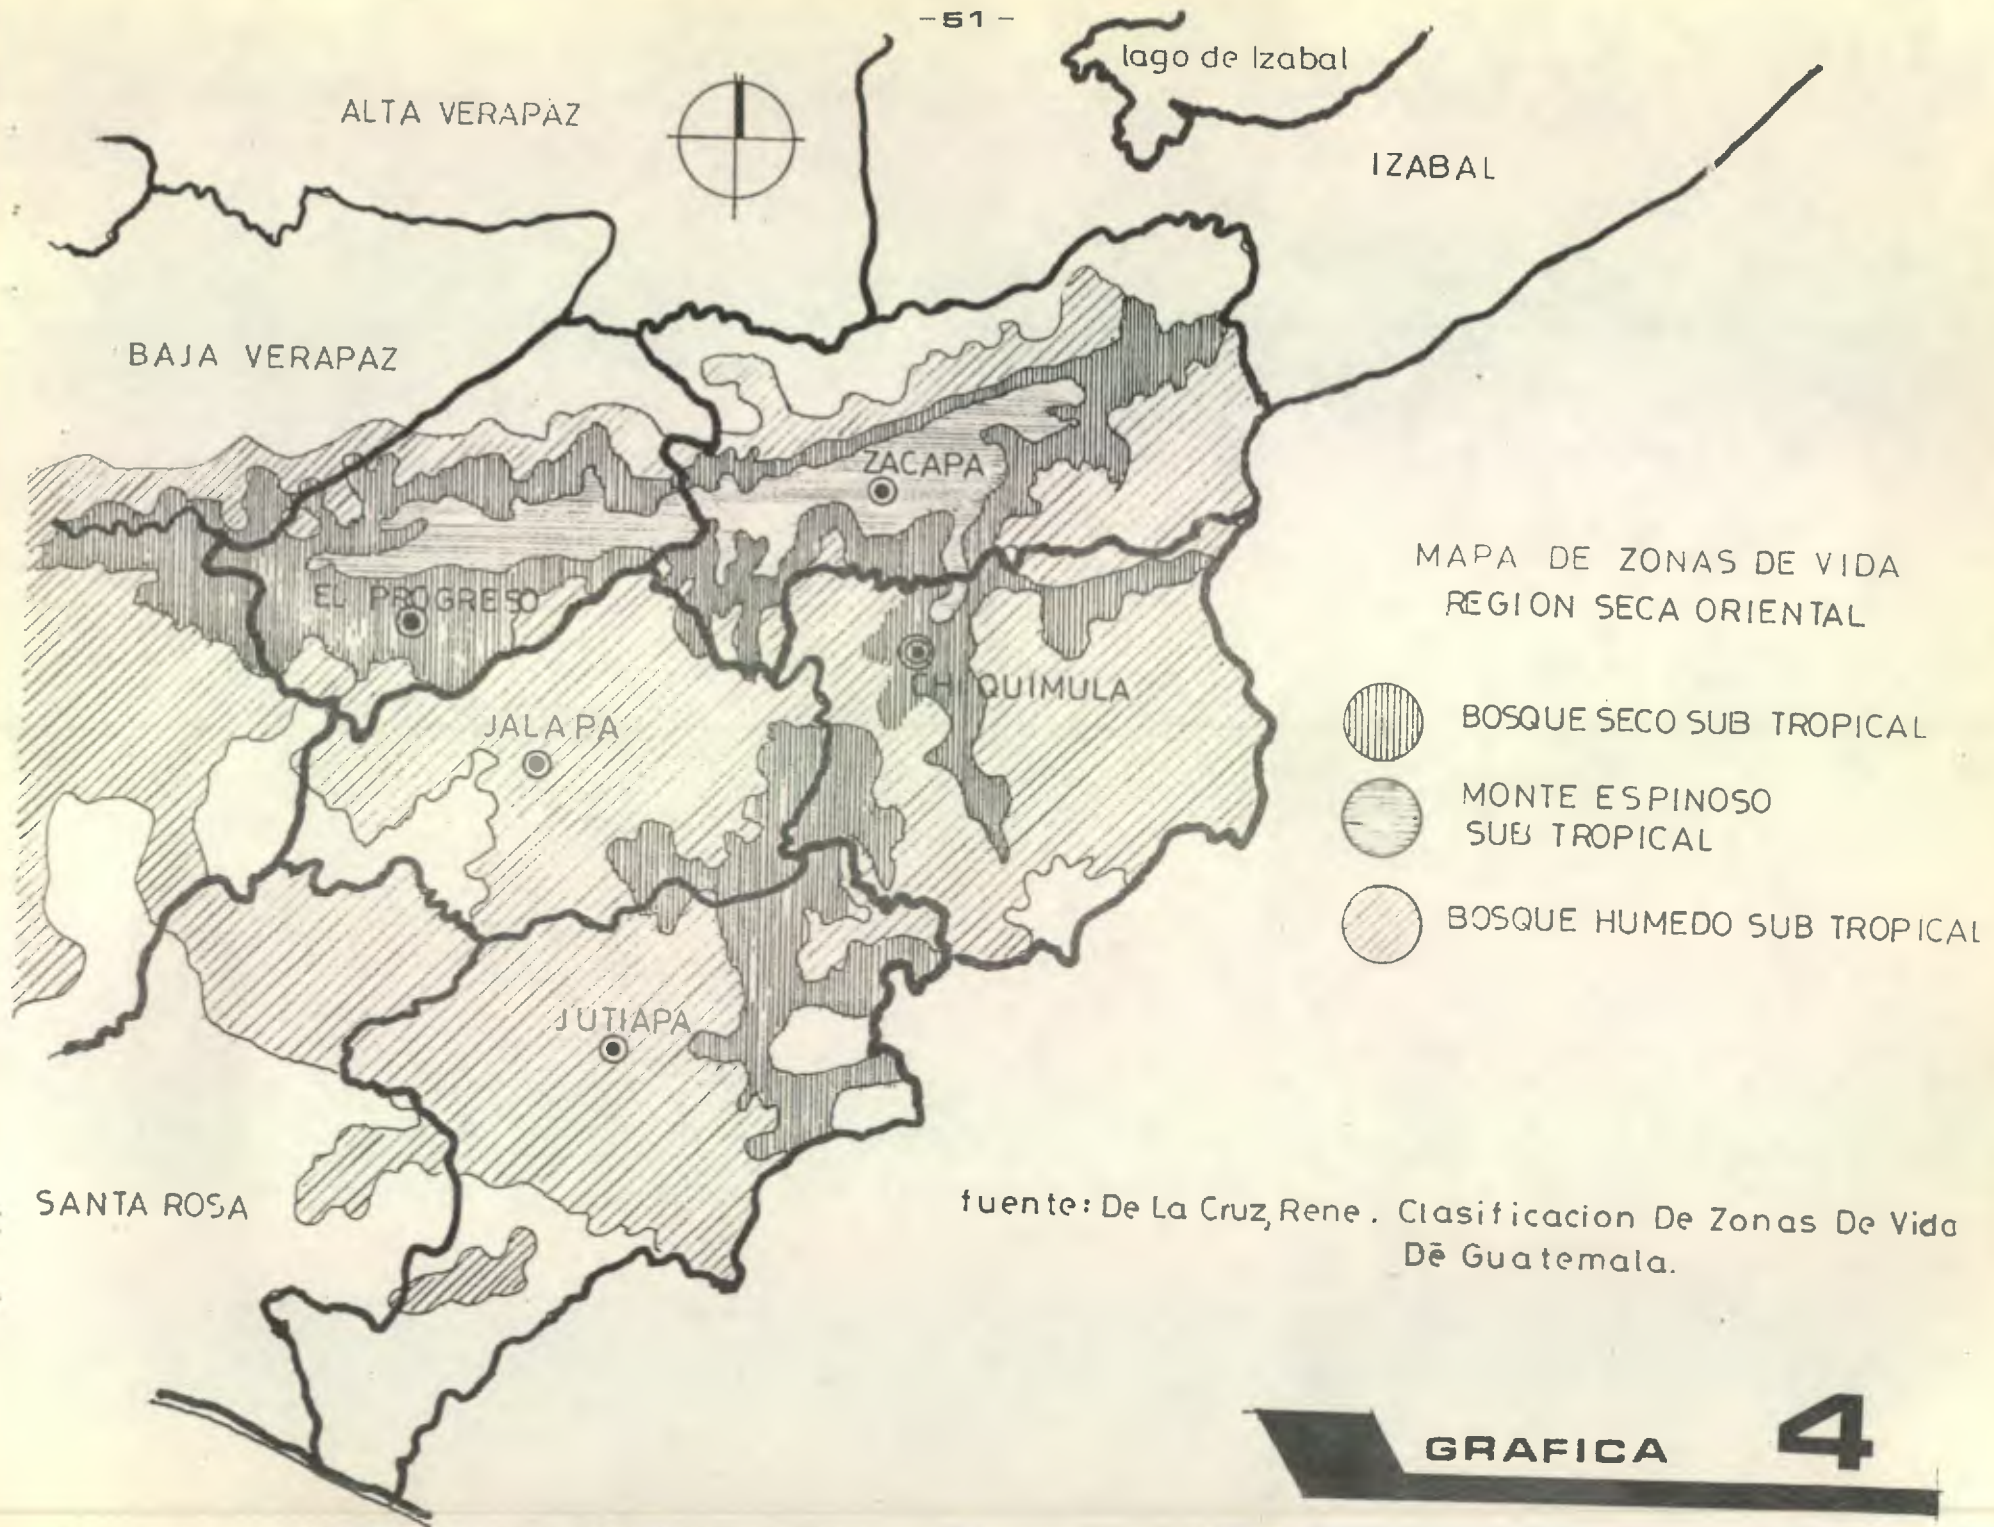 -51-
lago de Izabal
ALTA VERAPAZ
IZABAL
BAJA VERAPAZ
ZACAPA
MAPA DE ZONAS DE VIDA
REGION SECA ORIENTAL
EL PROGRESO
CHIQUIMULA
BOSQUE SECO SUB TROPICAL
JALAPA
MONTE ESPINOSO
SUB TROPICAL
BOSQUE HUMEDO SUB TROPICAL
JUTIAPA
SANTA ROSA
fuente: De La Cruz, Rene. Clasificacion De Zonas De Vida
De Guatemala.
GRAFICA 4